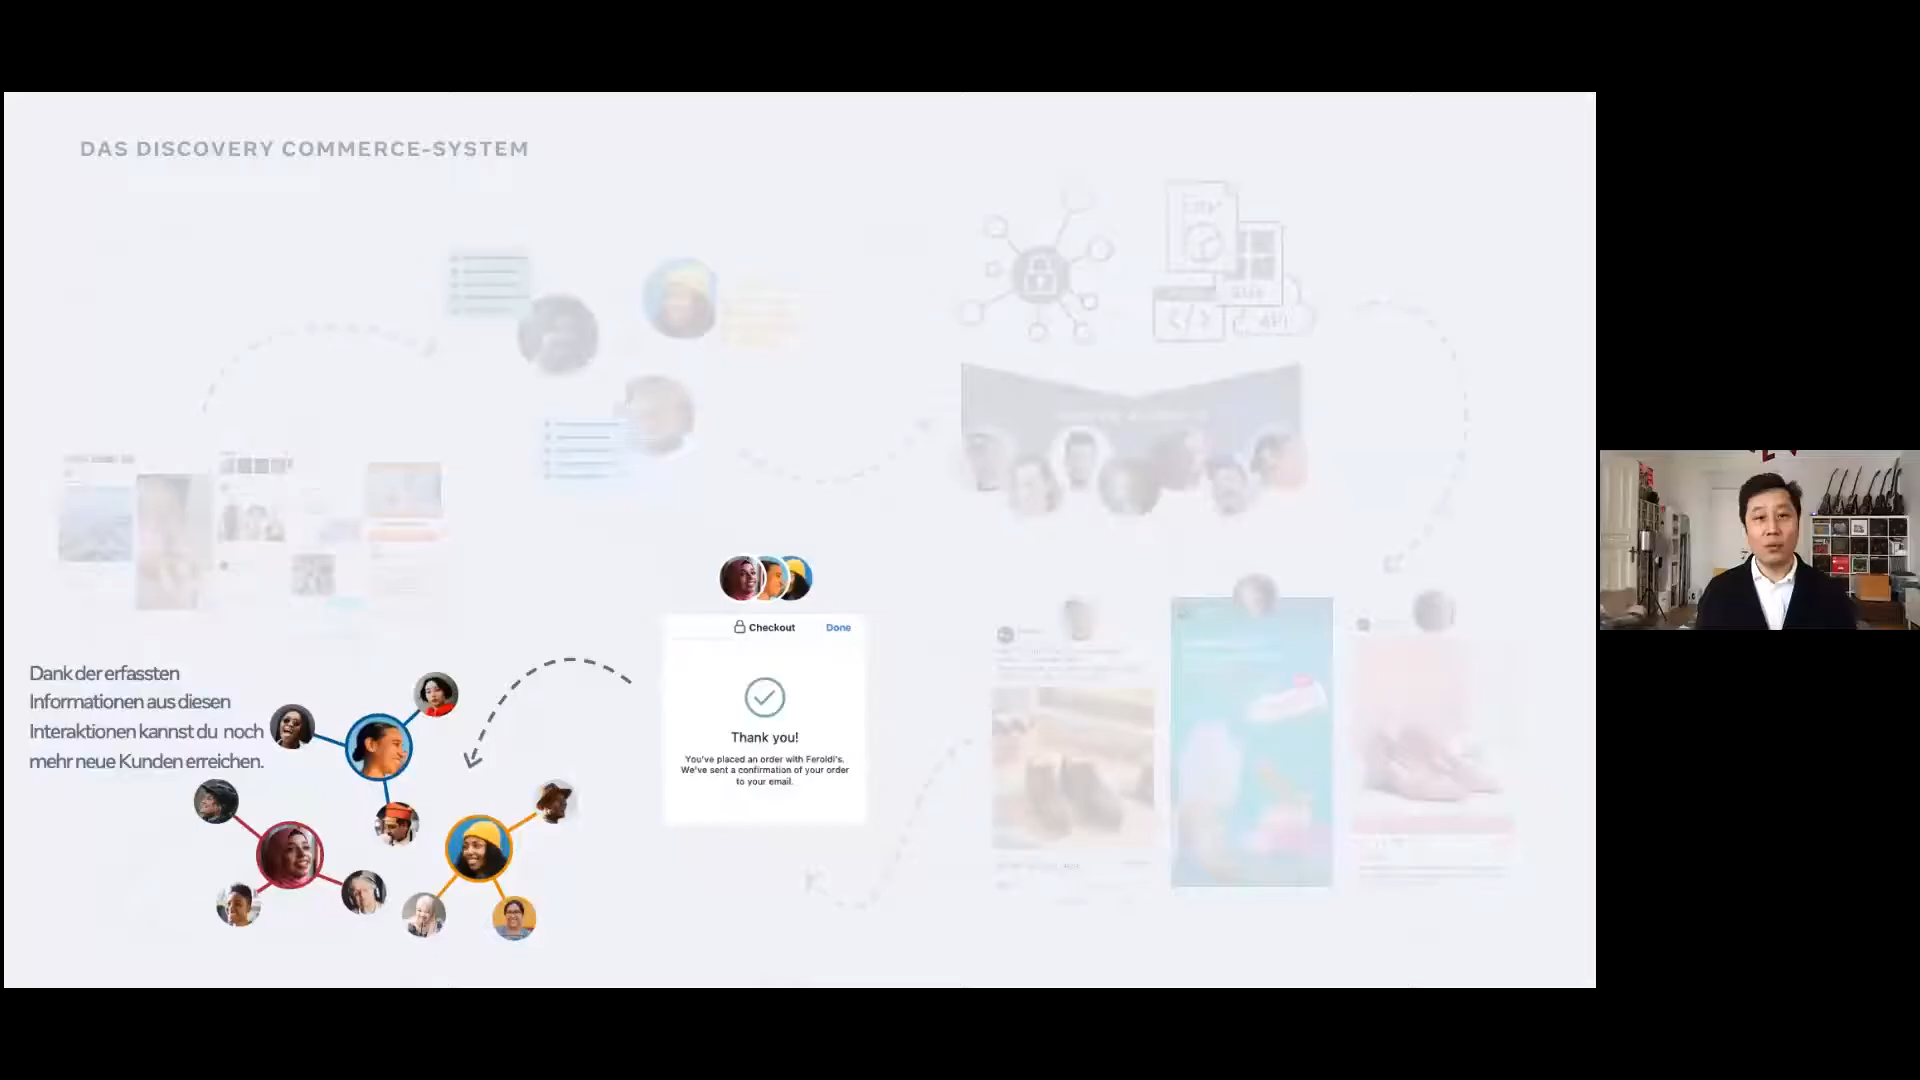 DAS DISCOVERY COMMERCE-SYSTEM
CSV
</>
API
Checkout
Done
Thank you!
You've placed an order with Feroldi's.
We've sent a confirmation of your order
to your email.
Dank der erfassten
Informationen aus diesen
Interaktionen kannst du noch
mehr neue Kunden erreichen.